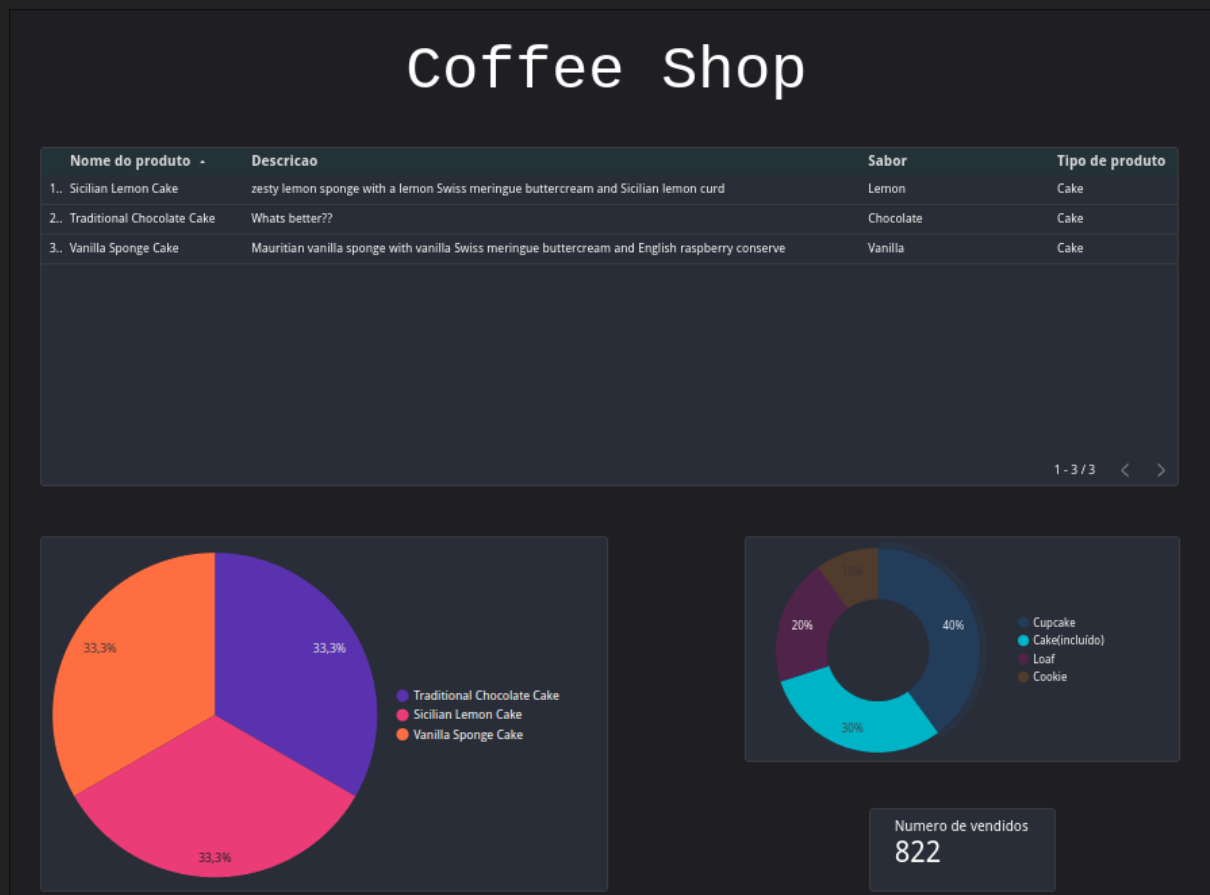 Coffee Shop
Nome do produto Descricao Sabor Tipo de produto
1.. Sicilian Lemon Cake zesty lemon sponge with a lemon Swiss meringue buttercream and Sicilian lemon curd Lemon Cake
2.. Traditional Chocolate Cake Whats better?? Chocolate Cake
3.. Vanilla Sponge Cake Mauritian vanilla sponge with vanilla Swiss meringue buttercream and English raspberry conserve Vanilla Cake
1 - 3 / 3
33,3%
33,3%
33,3%
Traditional Chocolate Cake
Sicilian Lemon Cake
Vanilla Sponge Cake
10%
20%
40%
30%
Cupcake
Cake(incluído)
Loaf
Cookie
Numero de vendidos
822